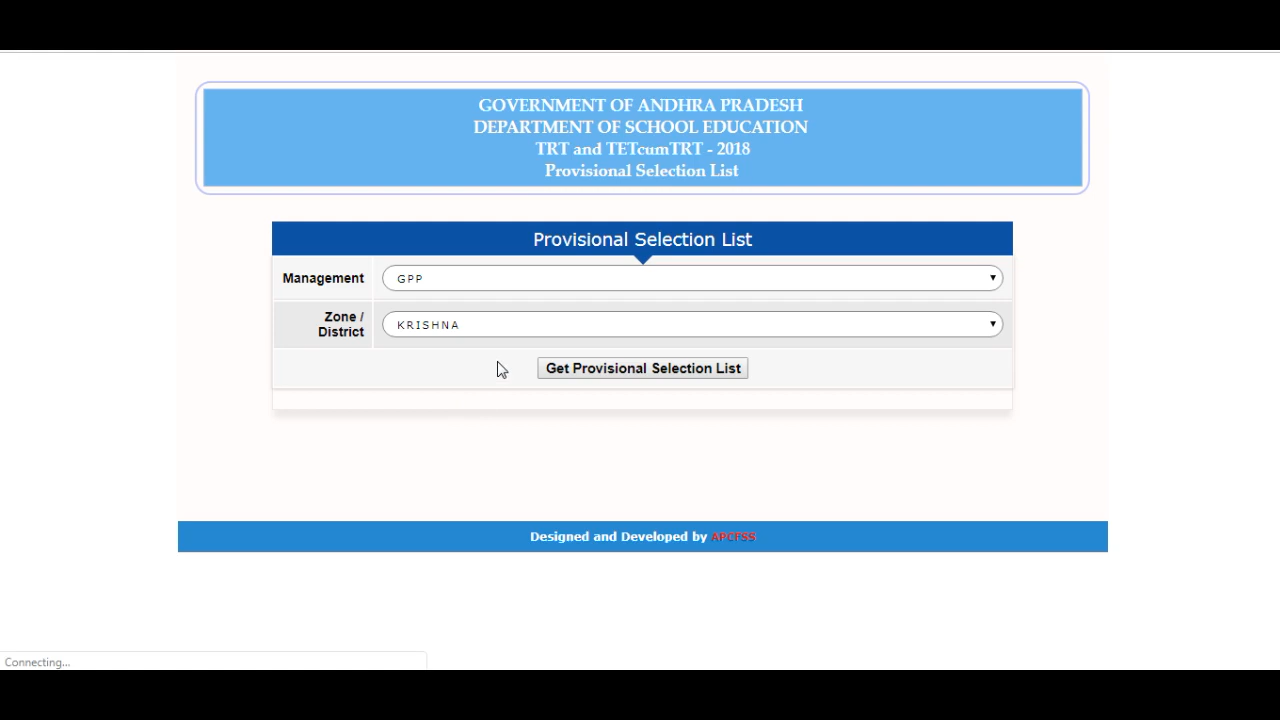 GOVERNMENT OF ANDHRA PRADESH
DEPARTMENT OF SCHOOL EDUCATION
TRT and TETcumTRT - 2018
Provisional Selection List
Provisional Selection List
Management
GPP
Zone /
District
KRISHNA
Get Provisional Selection List
Designed and Developed by APCFSS
Connecting...